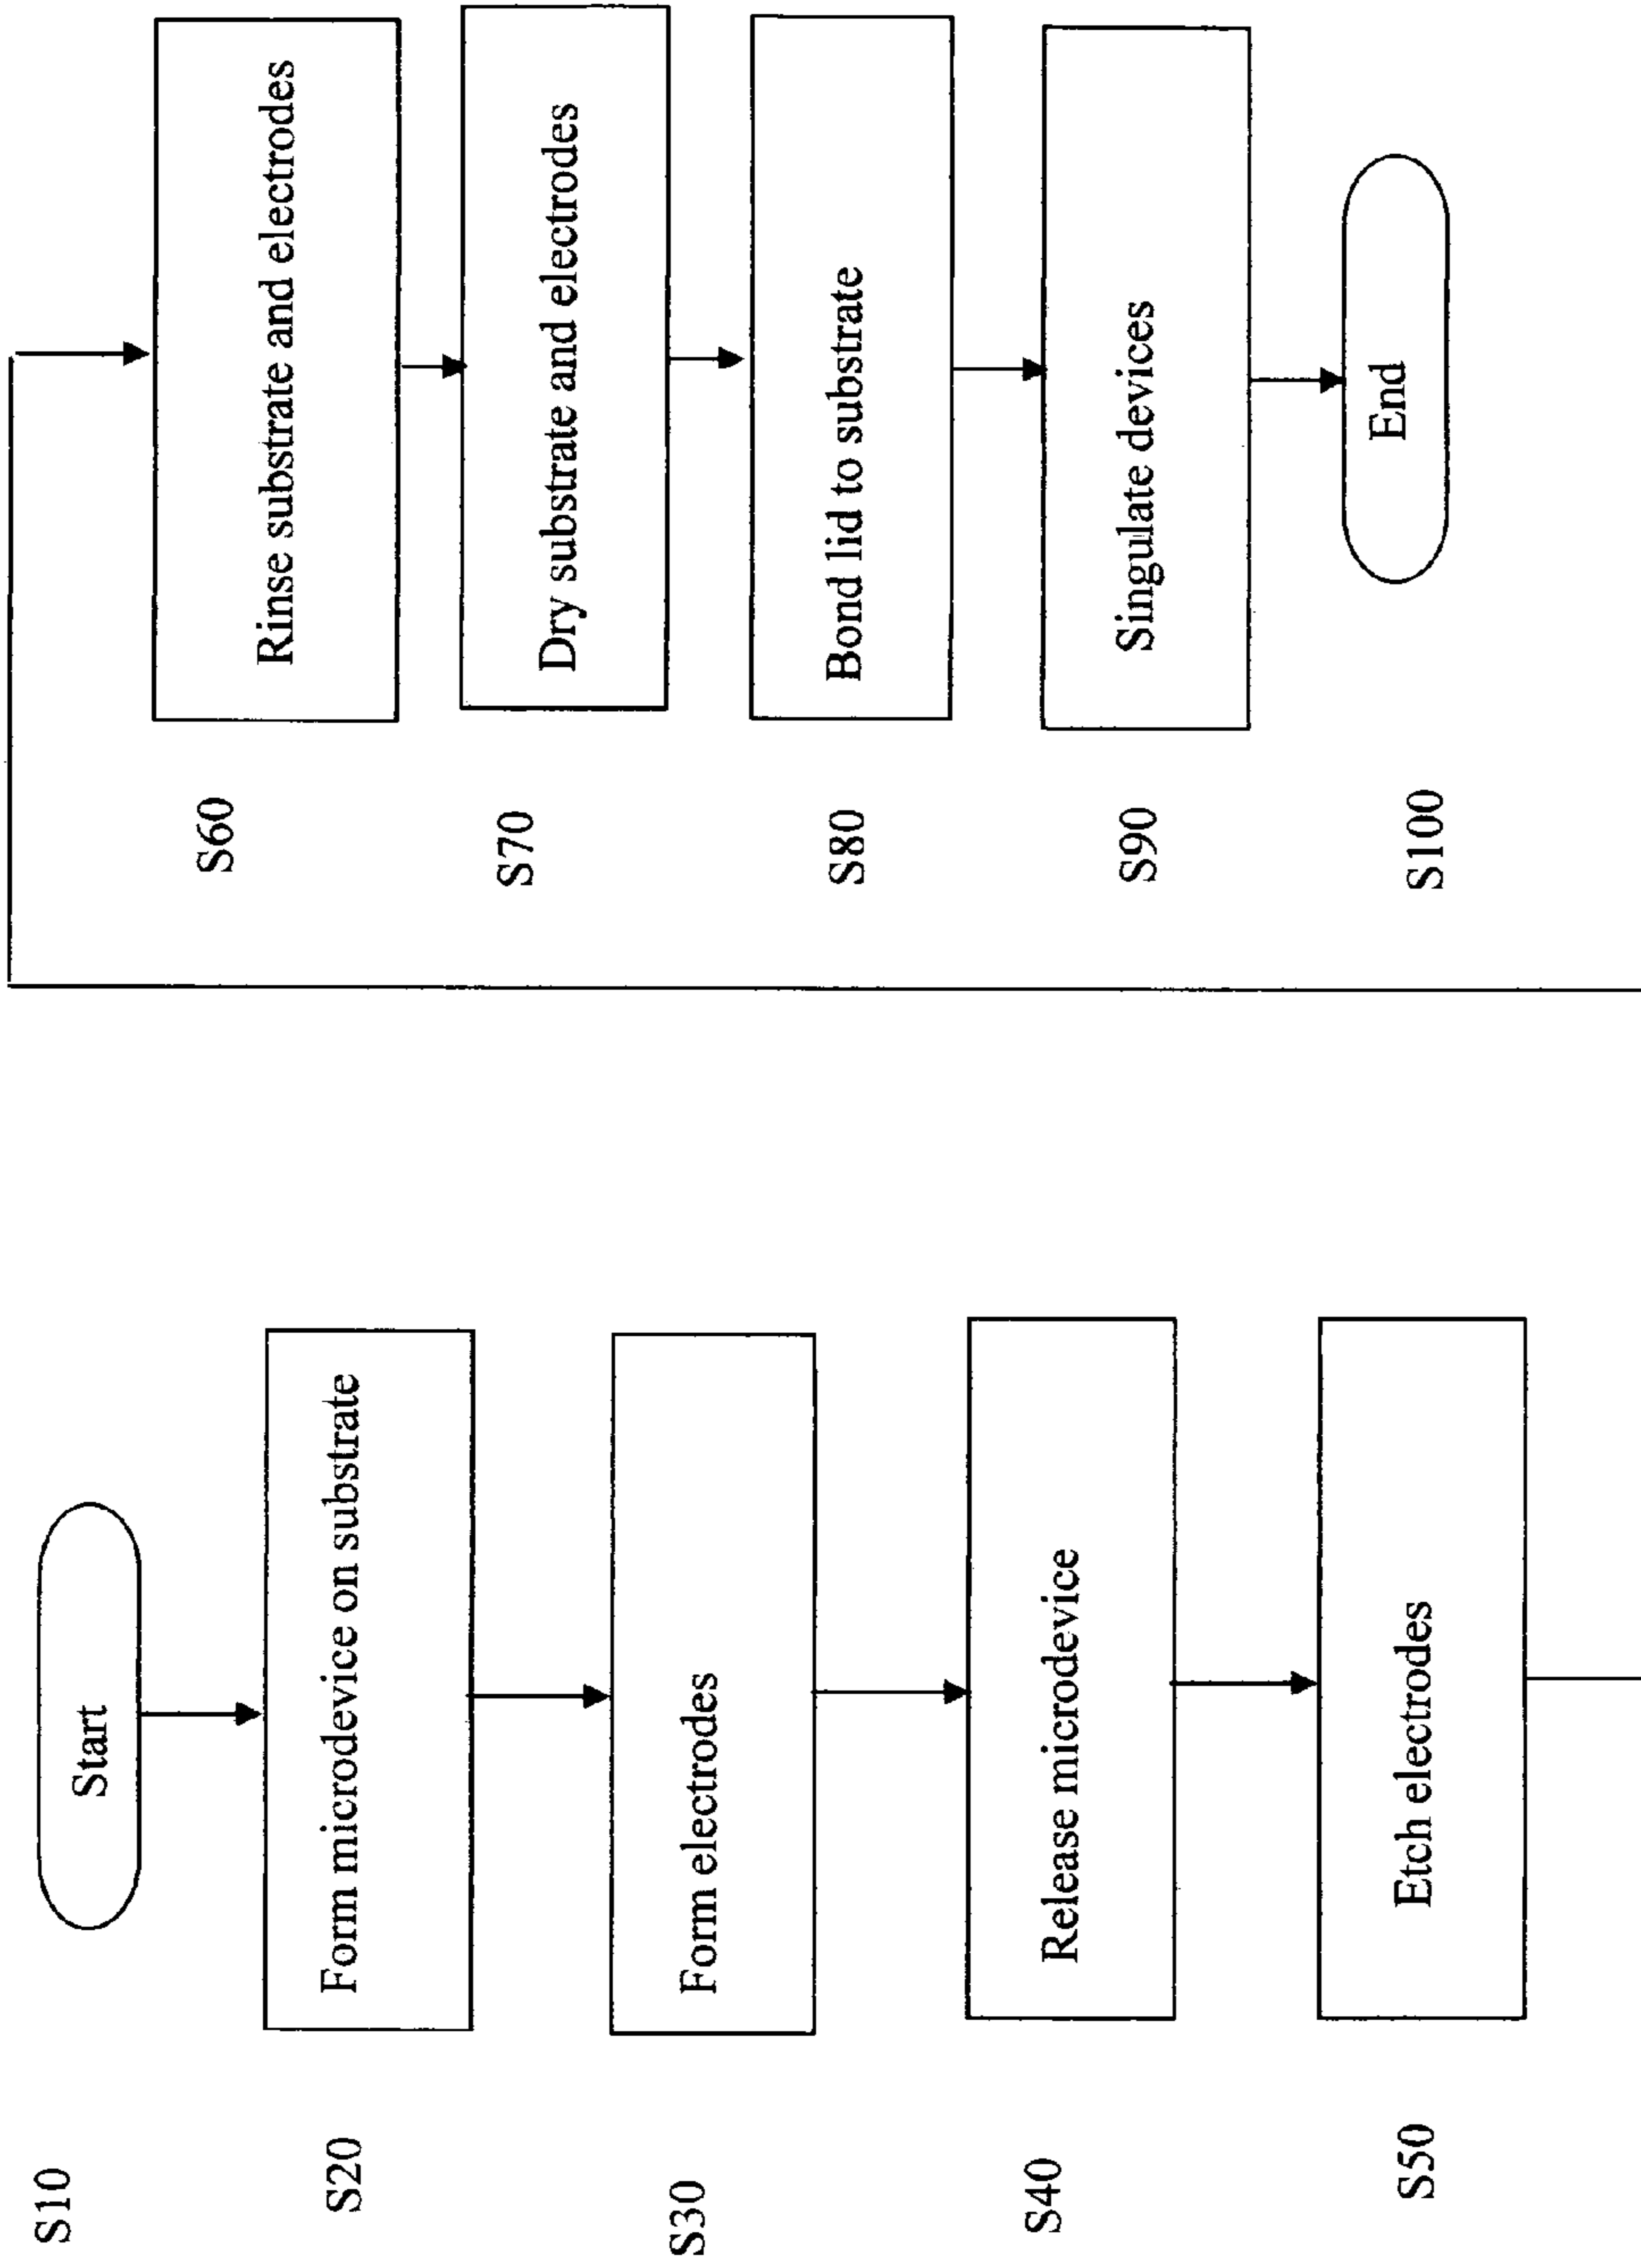 S10
Start
S20
Form microdevice on substrate
S30
Form electrodes
S40
Release microdevice
S50
Etch electrodes
S60
Rinse substrate and electrodes
S70
Dry substrate and electrodes
S80
Bond lid to substrate
S90
Singulate devices
S100
End